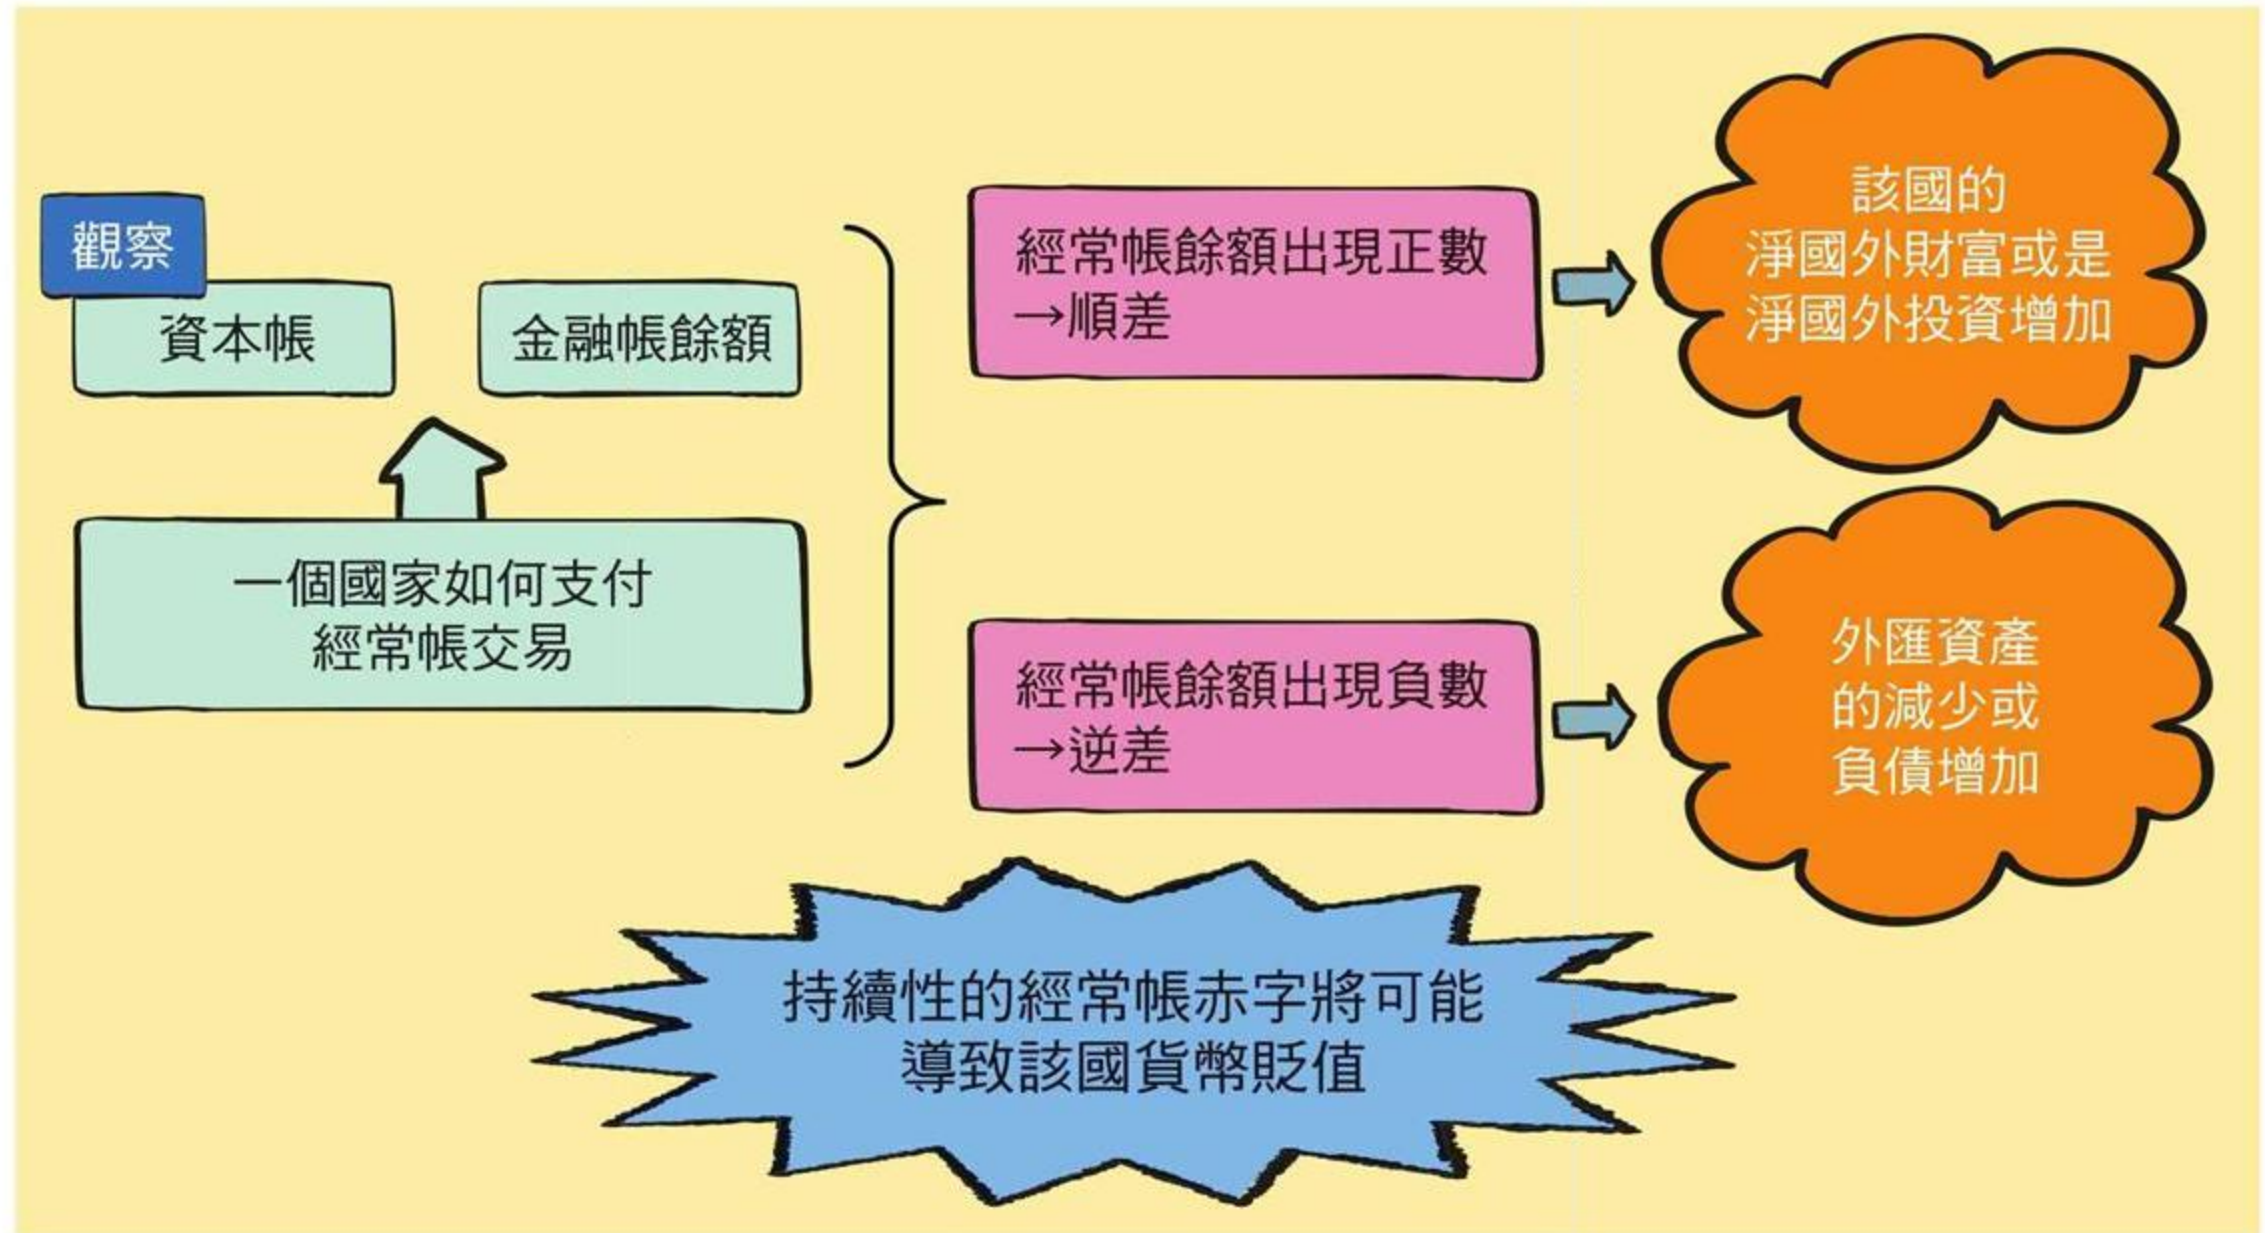 觀察
資本帳
金融帳餘額
一個國家如何支付
經常帳交易
經常帳餘額出現正數
→順差
該國的
淨國外財富或是
淨國外投資增加
經常帳餘額出現負數
→逆差
外匯資產
的減少或
負債增加
持續性的經常帳赤字將可能
導致該國貨幣貶值